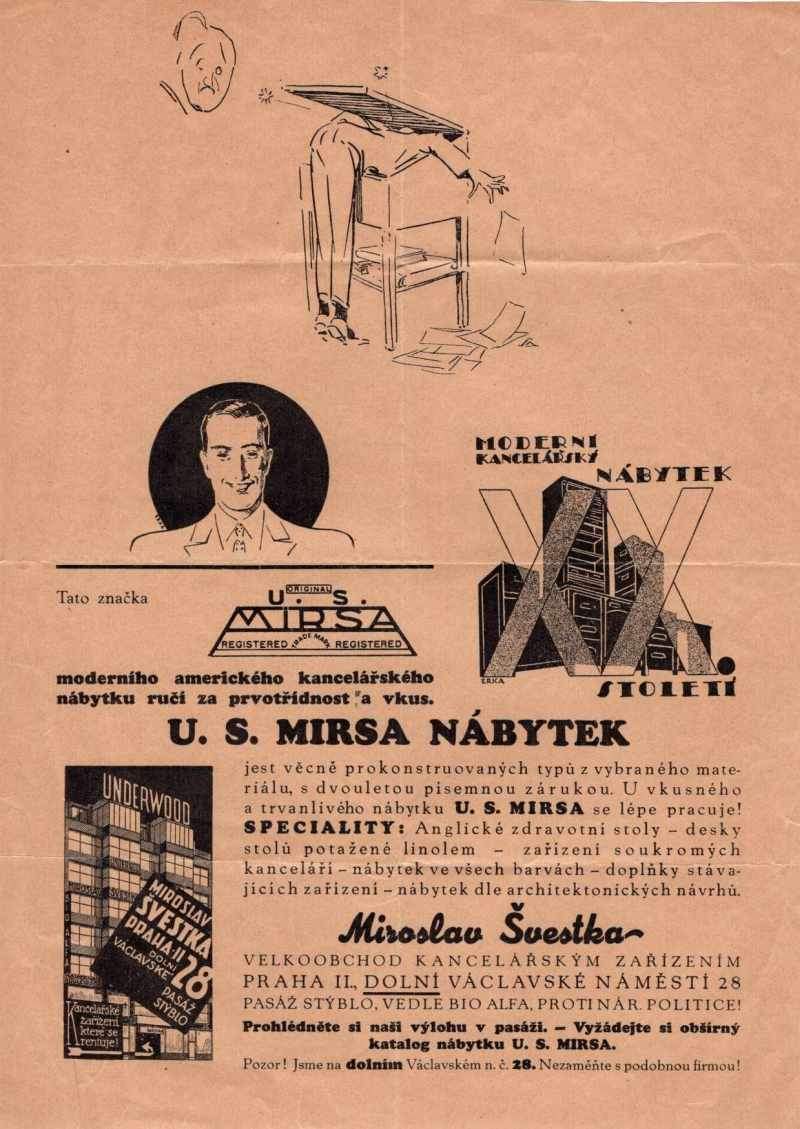 MODERNÍ
KANCELÁŘSKÝ
NÁBYTEK
XX.
STOLETÍ
ERKA
Tato značka
ORIGINAL
U. S.
MIRSA
REGISTERED TRADE MARK REGISTERED
moderního amerického kancelářského
nábytku ručí za prvotřídnost a vkus.
U. S. MIRSA NÁBYTEK
jest věcně prokonstruovaných typů z vybraného mate-
riálu, s dvouletou písemnou zárukou. U vkusného
a trvanlivého nábytku U. S. MIRSA se lépe pracuje!
SPECIALITY: Anglické zdravotní stoly – desky
stolů potažené linolem – zařízení soukromých
kanceláří – nábytek ve všech barvách – doplňky stáva-
jících zařízení – nábytek dle architektonických návrhů.
UNDERWOOD
MIROSLAV
ŠVESTKA
PRAHA II
DOLNÍ
VÁCLAVSKÉ 28
PASÁŽ
STÝBLO
Kancelářské
zařízení
které se
rentuje!
Miroslav Švestka
VELKOOBCHOD KANCELÁŘSKÝM ZAŘÍZENÍM
PRAHA II., DOLNÍ VÁCLAVSKÉ NÁMĚSTÍ 28
PASÁŽ STÝBLO, VEDLE BIO ALFA, PROTI NÁR. POLITICE!
Prohlédněte si naši výlohu v pasáži. – Vyžádejte si obšírný
katalog nábytku U. S. MIRSA.
Pozor! Jsme na dolním Václavském n. č. 28. Nezaměňte s podobnou firmou!